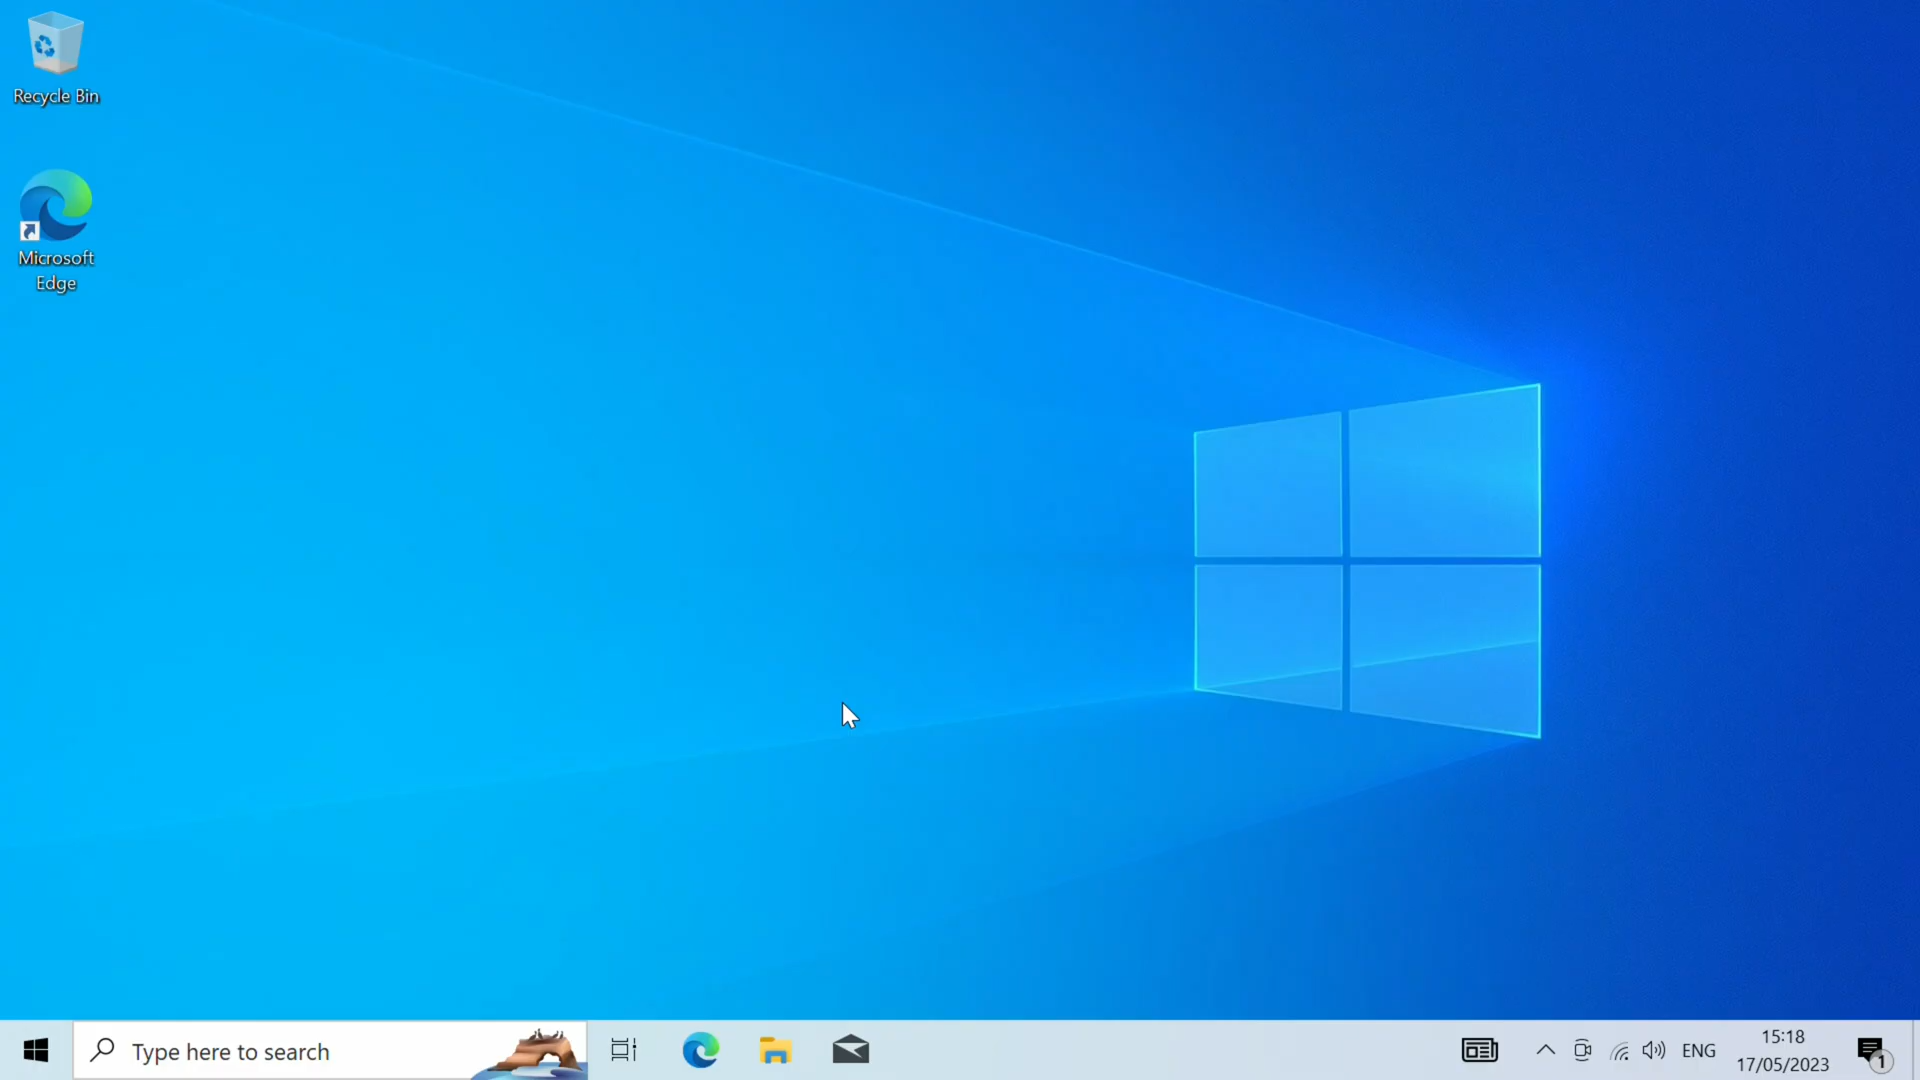 Recycle Bin
Microsoft
Edge
Type here to search
ENG
15:18
17/05/2023
1